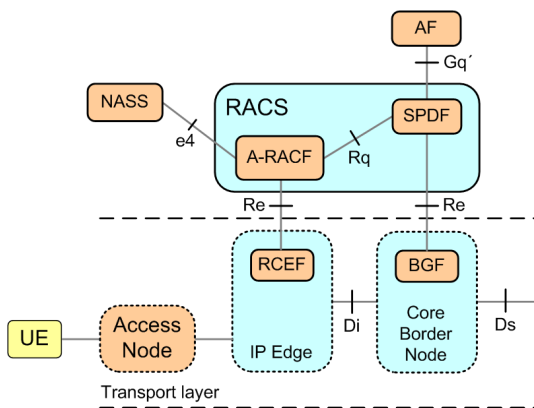 AF
Gq´
NASS
RACS
SPDF
e4
A-RACF
Rq
Re
Re
RCEF
BGF
UE
Access
Node
IP Edge
Di
Core
Border
Node
Ds
Transport layer